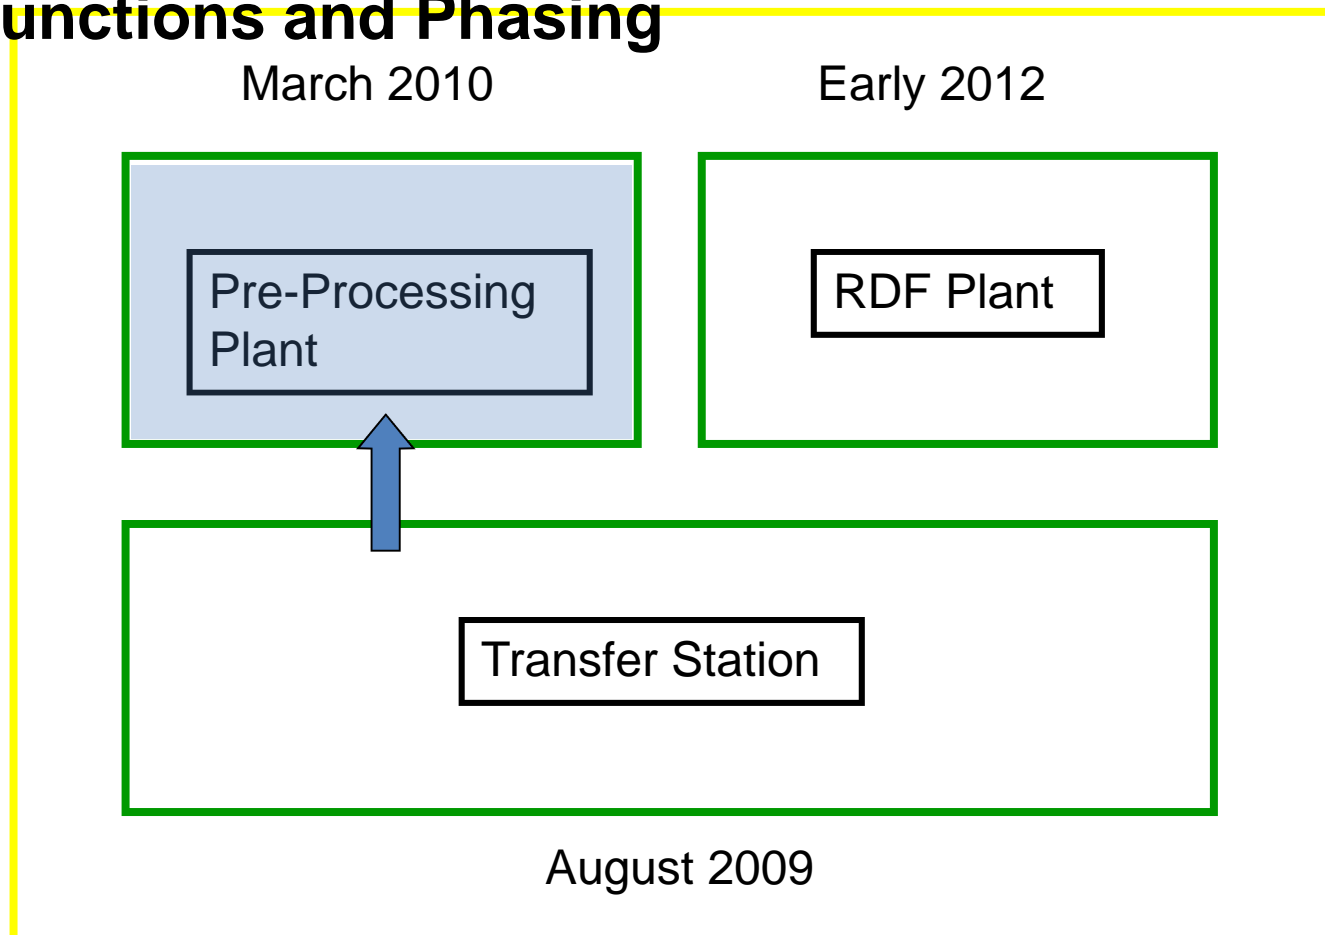 unctions and Phasing
March 2010
Early 2012
Pre-Processing
Plant
RDF Plant
Transfer Station
August 2009